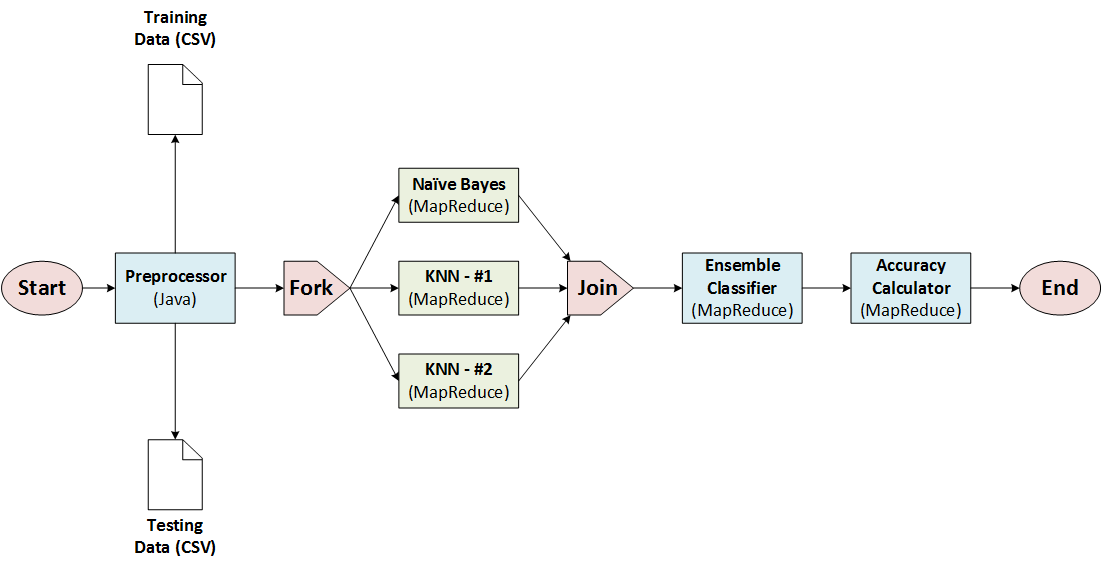 Training
Data (CSV)
Start
Preprocessor
(Java)
Testing
Data (CSV)
Fork
Naïve Bayes
(MapReduce)
KNN - #1
(MapReduce)
KNN - #2
(MapReduce)
Join
Ensemble
Classifier
(MapReduce)
Accuracy
Calculator
(MapReduce)
End